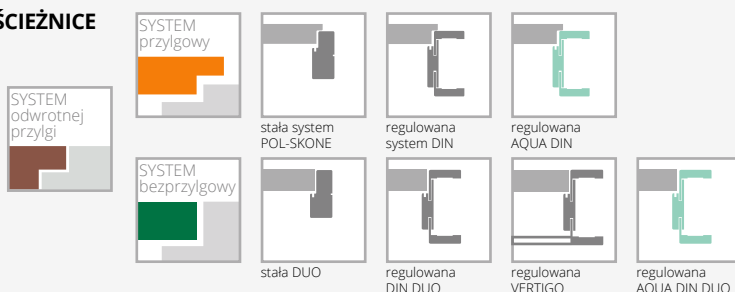 ŚCIEŻNICE
SYSTEM
odwrotnej
przylgi
SYSTEM
przylgowy
stała system
POL-SKONE
regulowana
system DIN
regulowana
AQUA DIN
SYSTEM
bezprzylgowy
stała DUO
regulowana
DIN DUO
regulowana
VERTIGO
regulowana
AQUA DIN DUO